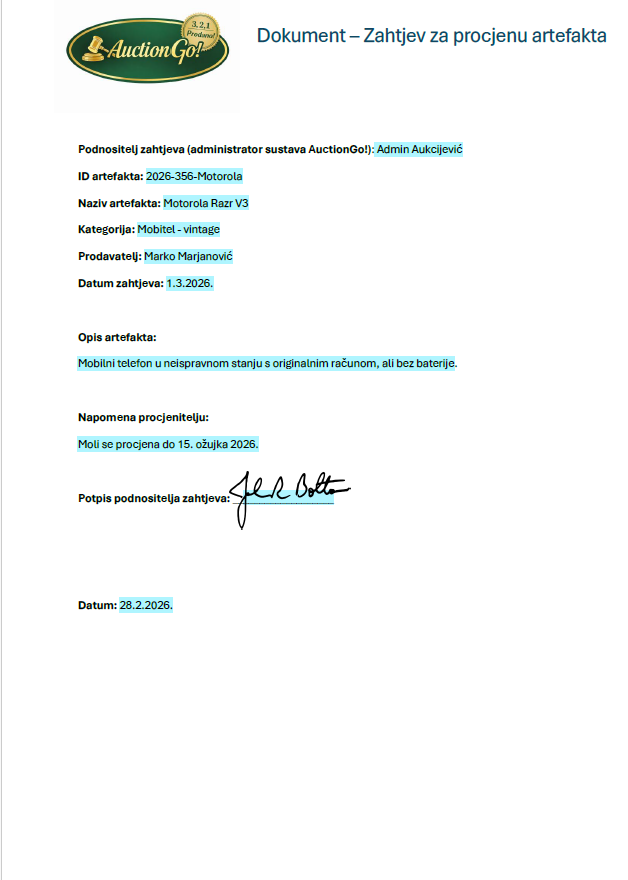 3,2,1
Prodano!
AuctionGo!
Dokument – Zahtjev za procjenu artefakta
Podnositelj zahtjeva (administrator sustava AuctionGo!): Admin Aukcijević
ID artefakta: 2026-356-Motorola
Naziv artefakta: Motorola Razr V3
Kategorija: Mobitel - vintage
Prodavatelj: Marko Marjanović
Datum zahtjeva: 1.3.2026.
Opis artefakta:
Mobilni telefon u neispravnom stanju s originalnim računom, ali bez baterije.
Napomena procjenitelju:
Moli se procjena do 15. ožujka 2026.
Potpis podnositelja zahtjeva:
Datum: 28.2.2026.